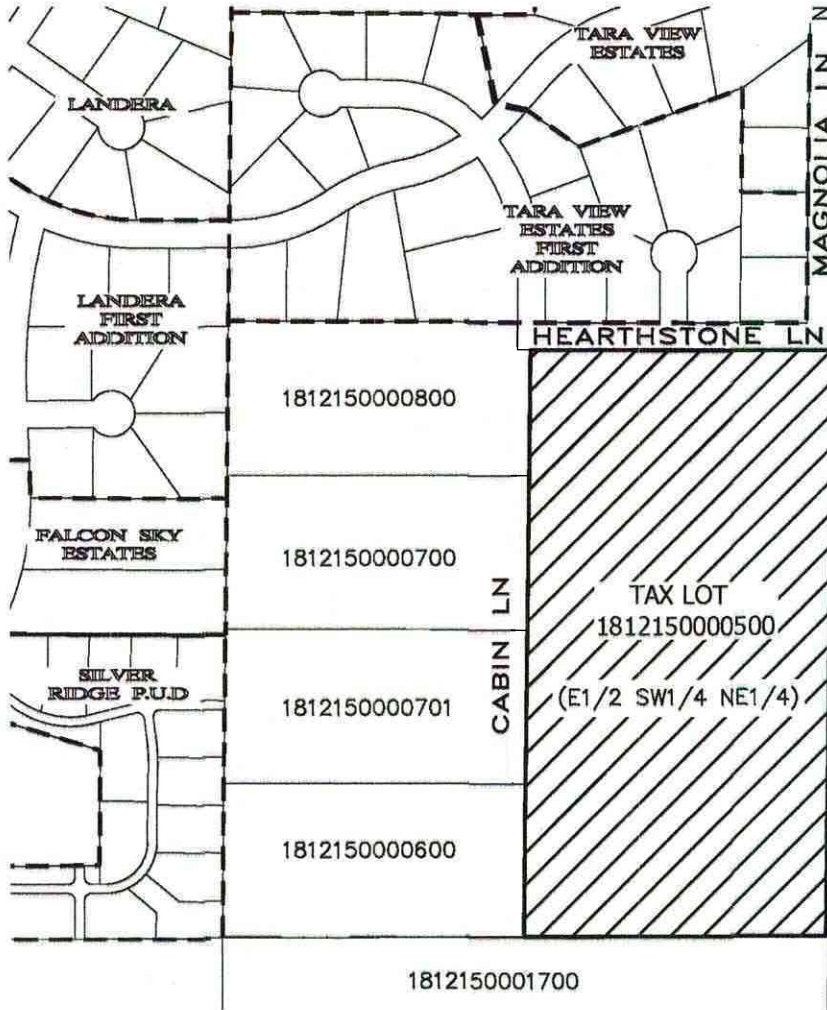 TARA VIEW
ESTATES
LANDERA
MAGNOLIA LN N
TARA VIEW
ESTATES
FIRST
ADDITION
LANDERA
FIRST
ADDITION
HEARTHSTONE LN
1812150000800
FALCON SKY
ESTATES
1812150000700
CABIN LN
TAX LOT
1812150000500
(E1/2 SW1/4 NE1/4)
SILVER
RIDGE P.U.D
1812150000701
1812150000600
1812150001700